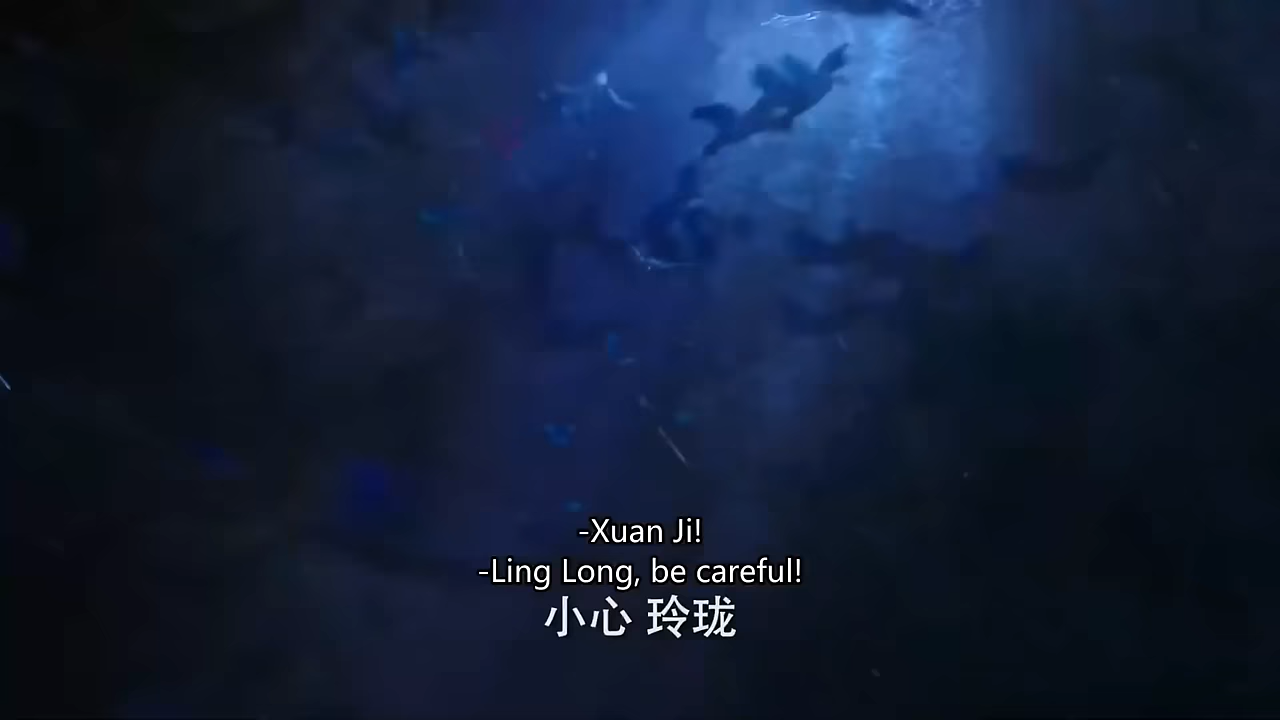 -Xuan Ji!
-Ling Long, be careful!
小心 玲珑